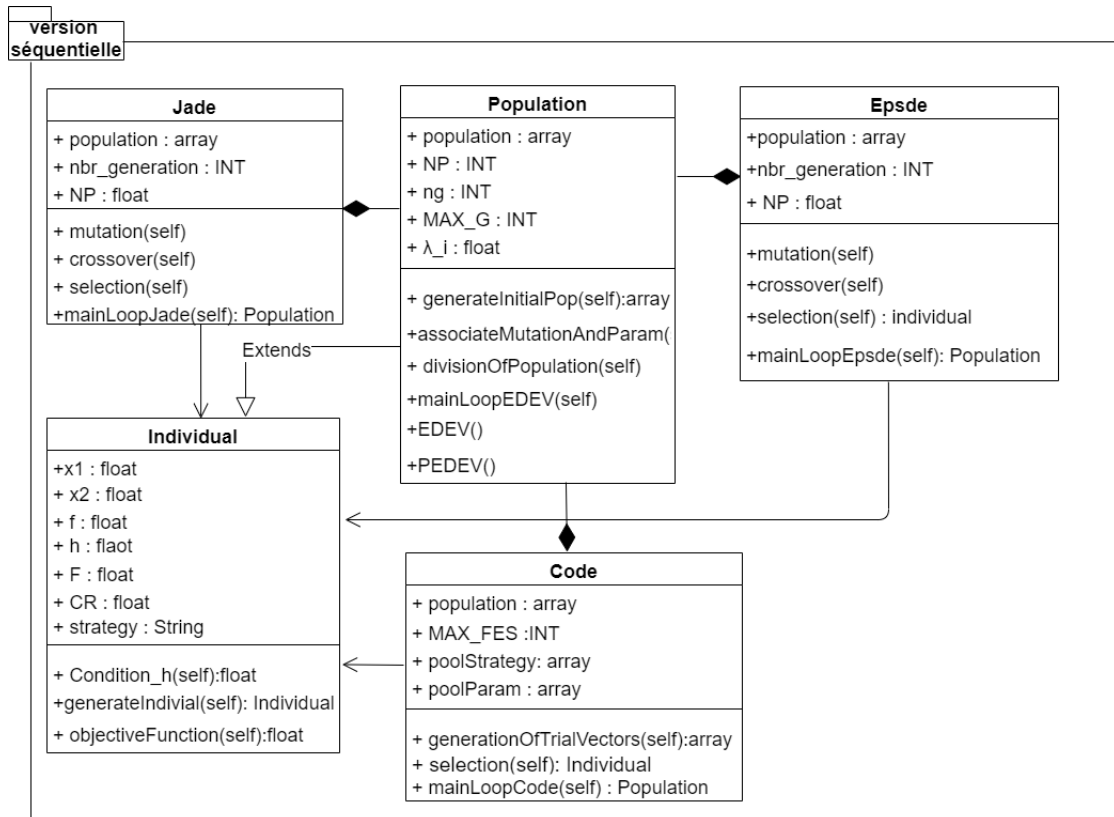 version
séquentielle
Jade
+ population : array
+ nbr_generation : INT
+ NP : float
+ mutation(self)
+ crossover(self)
+ selection(self)
+mainLoopJade(self): Population
Population
+ population : array
+ NP : INT
+ ng : INT
+ MAX_G : INT
+ λ_i : float
+ generateInitialPop(self):array
+associateMutationAndParam(
+ divisionOfPopulation(self)
+mainLoopEDEV(self)
+EDEV()
+PEDEV()
Epsde
+population : array
+nbr_generation : INT
+ NP : float
+mutation(self)
+crossover(self)
+selection(self) : individual
+mainLoopEpsde(self): Population
Extends
Individual
+x1 : float
+ x2 : float
+ f : float
+ h : flaot
+ F : float
+ CR : float
+ strategy : String
+ Condition_h(self):float
+generateIndivial(self): Individual
+ objectiveFunction(self):float
Code
+ population : array
+ MAX_FES :INT
+ poolStrategy: array
+ poolParam : array
+ generationOfTrialVectors(self):array
+ selection(self): Individual
+ mainLoopCode(self) : Population